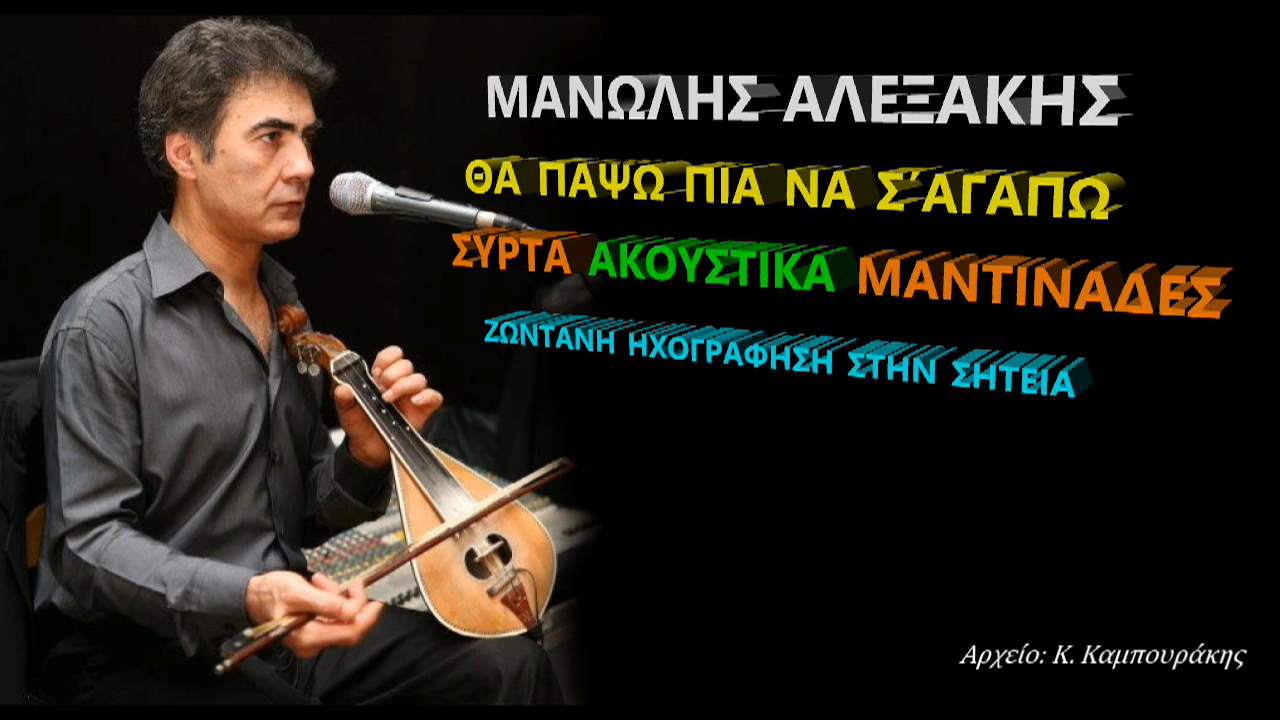 ΜΑΝΩΛΗΣ ΑΛΕΞΑΚΗΣ
ΘΑ ΠΑΨΩ ΠΙΑ ΝΑ Σ'ΑΓΑΠΩ
ΣΥΡΤΑ ΑΚΟΥΣΤΙΚΑ ΜΑΝΤΙΝΑΔΕΣ
ΖΩΝΤΑΝΗ ΗΧΟΓΡΑΦΗΣΗ ΣΤΗΝ ΣΗΤΕΙΑ
Αρχείο: Κ. Καμπουράκης